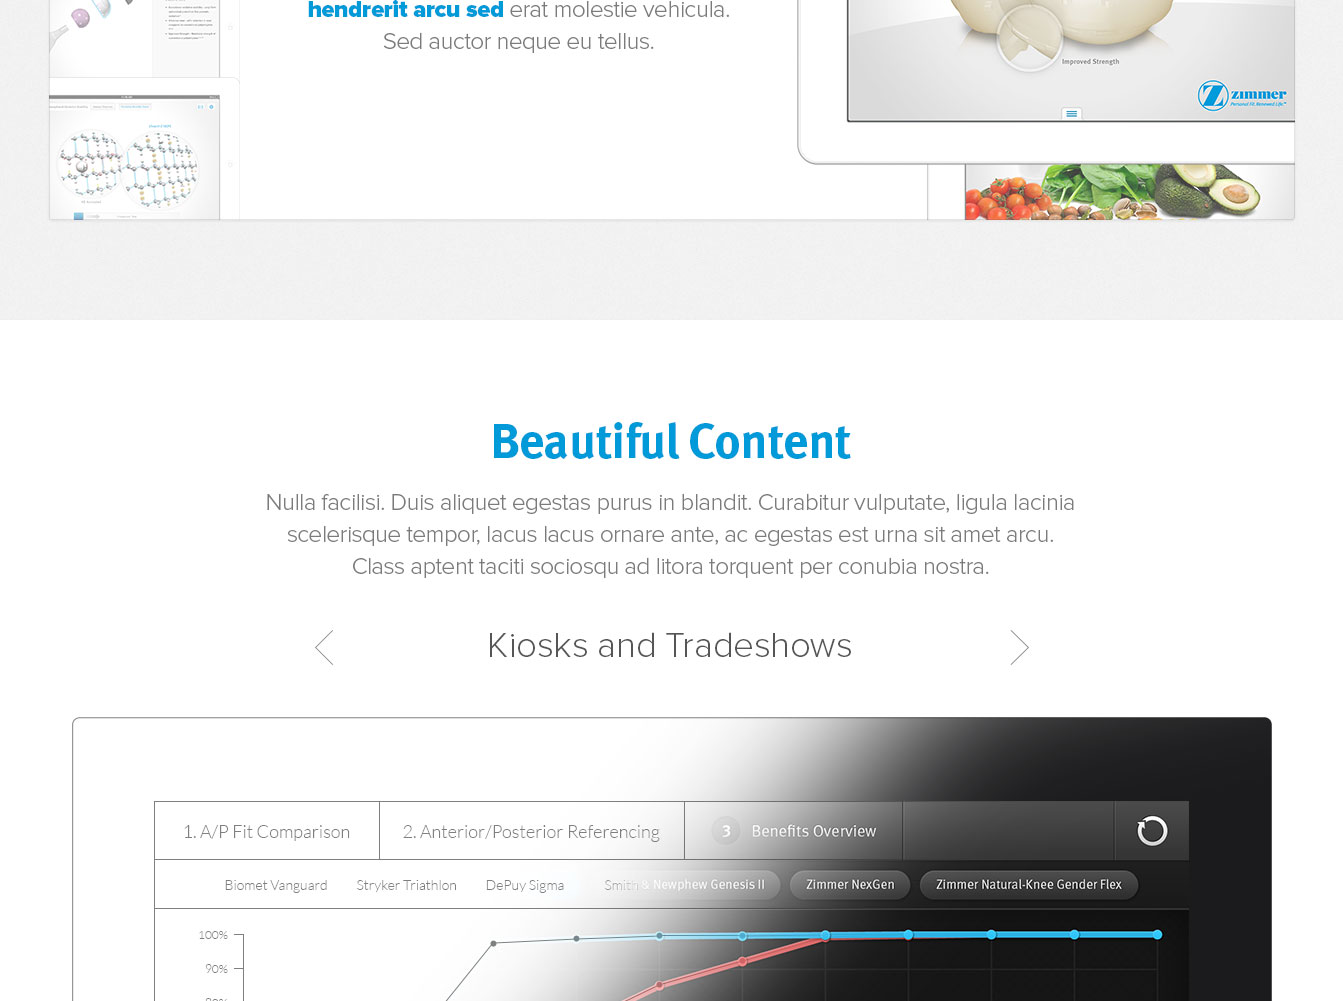 hendrerit arcu sed erat molestie vehicula.
Sed auctor neque eu tellus.
Improved Strength
zimmer
Personal Fit. Renewed Life.™
Beautiful Content
Nulla facilisi. Duis aliquet egestas purus in blandit. Curabitur vulputate, ligula lacinia
scelerisque tempor, lacus lacus ornare ante, ac egestas est urna sit amet arcu.
Class aptent taciti sociosqu ad litora torquent per conubia nostra.
Kiosks and Tradeshows
1. A/P Fit Comparison
2. Anterior/Posterior Referencing
3 Benefits Overview
Biomet Vanguard
Stryker Triathlon
DePuy Sigma
Smith & Newphew Genesis II
Zimmer NexGen
Zimmer Natural-Knee Gender Flex
100%
90%